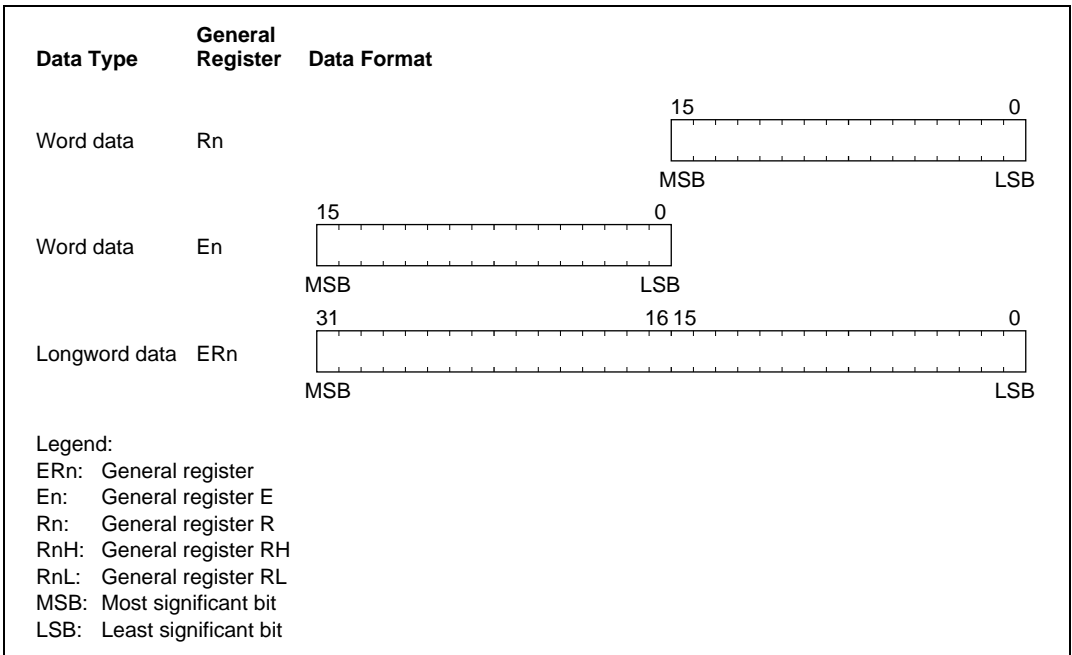 Data Type General Register Data Format
15 0
Word data Rn
MSB LSB
15 0
Word data En
MSB LSB
31 16 15 0
Longword data ERn
MSB LSB
Legend:
ERn: General register
En: General register E
Rn: General register R
RnH: General register RH
RnL: General register RL
MSB: Most significant bit
LSB: Least significant bit